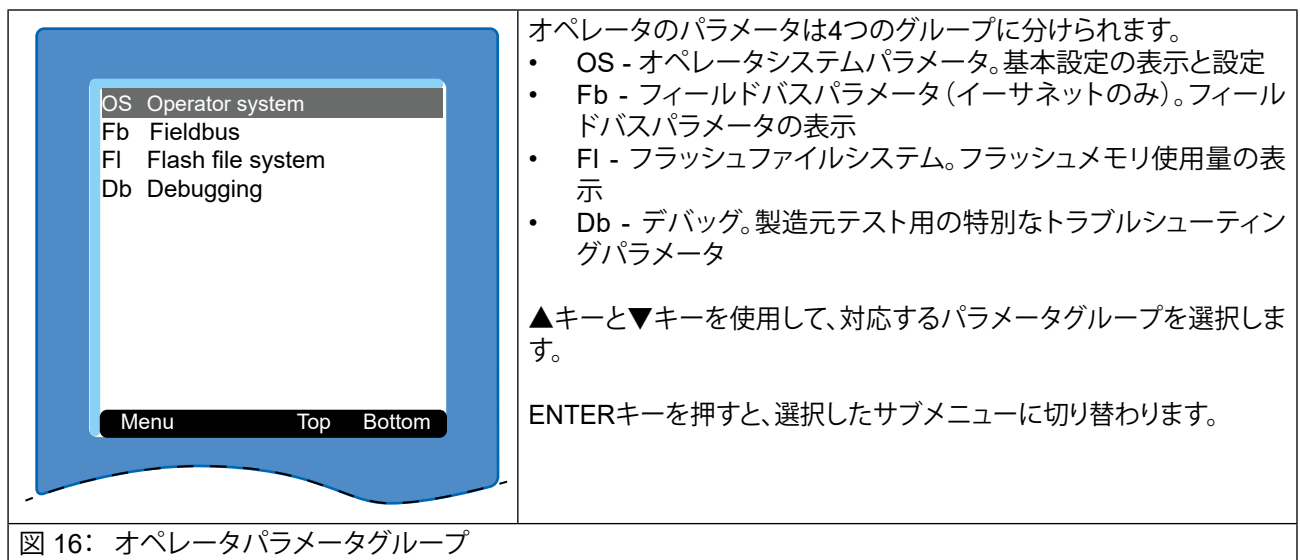 OS Operator system
Fb Fieldbus
Fl Flash file system
Db Debugging
Menu Top Bottom
オペレータのパラメータは4つのグループに分けられます。
• OS - オペレータシステムパラメータ。基本設定の表示と設定
• Fb - フィールドバスパラメータ（イーサネットのみ）。フィール
ドバスパラメータの表示
• Fl - フラッシュファイルシステム。フラッシュメモリ使用量の表
示
• Db - デバッグ。製造元テスト用の特別なトラブルシューティン
グパラメータ
▲キーと▼キーを使用して、対応するパラメータグループを選択しま
す。
ENTERキーを押すと、選択したサブメニューに切り替わります。
図 16： オペレータパラメータグループ